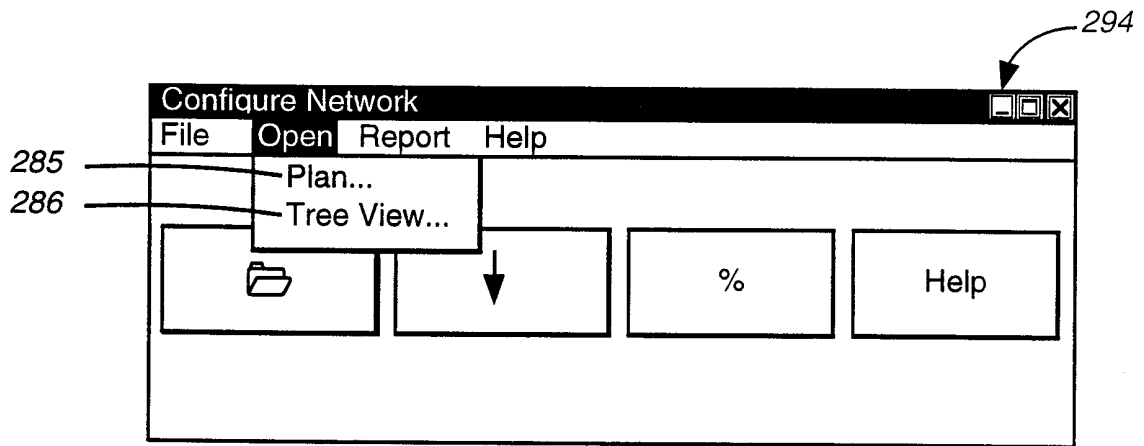 294
Configure Network
File Open Report Help
285 Plan...
286 Tree View...
% Help